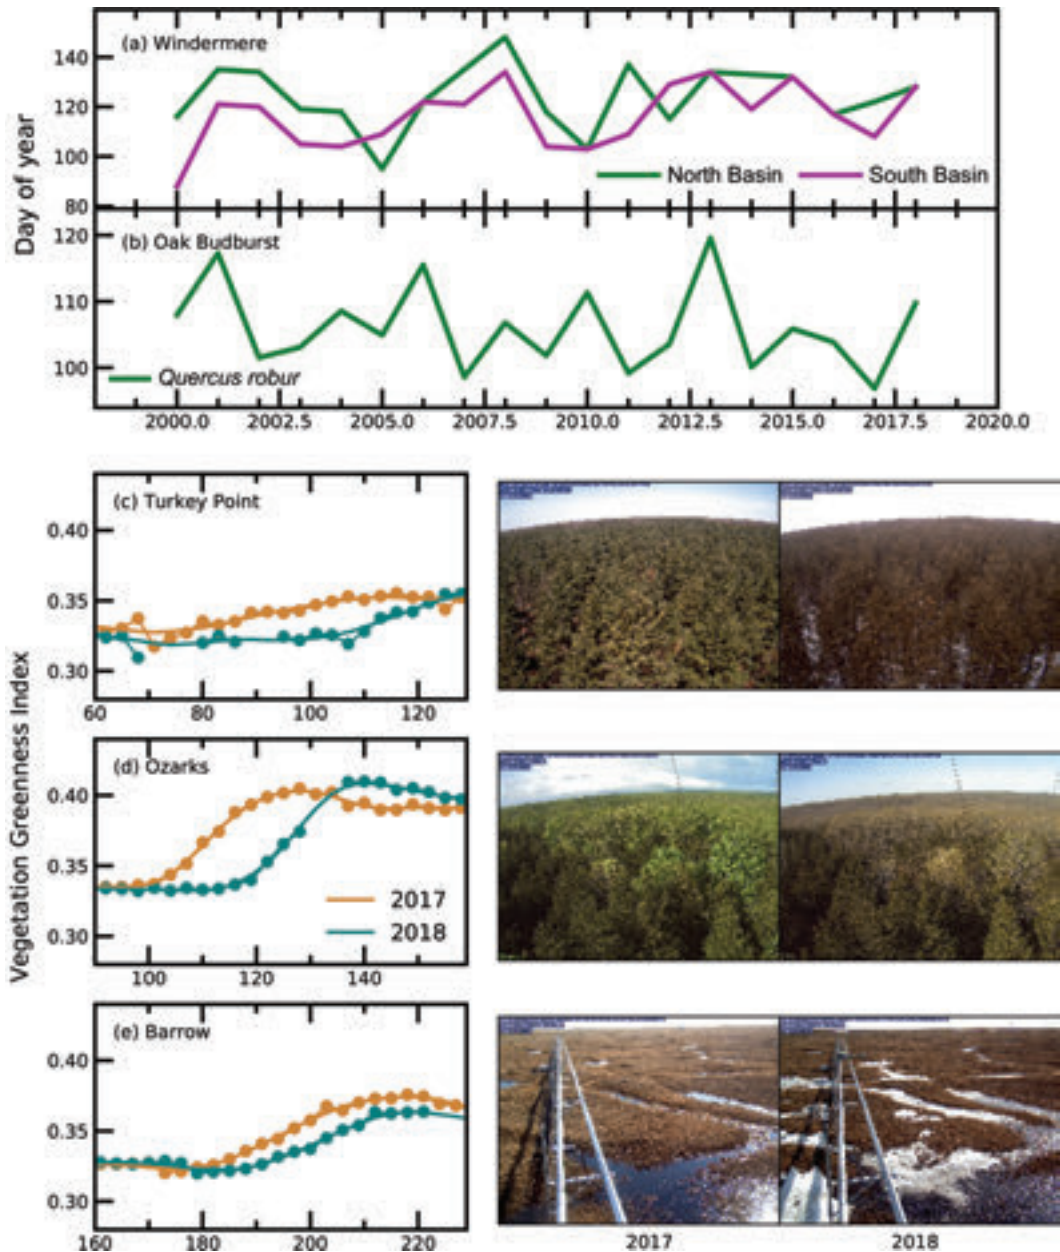 (a) Windermere
140
120
100
80
Day of year
North Basin
South Basin
(b) Oak Budburst
120
110
100
Quercus robur
2000.0 2002.5 2005.0 2007.5 2010.0 2012.5 2015.0 2017.5 2020.0
(c) Turkey Point
0.40
0.35
0.30
60 80 100 120
Vegetation Greenness Index
(d) Ozarks
0.40
0.35
0.30
2017
2018
100 120 140
(e) Barrow
0.40
0.35
0.30
160 180 200 220
2017 2018